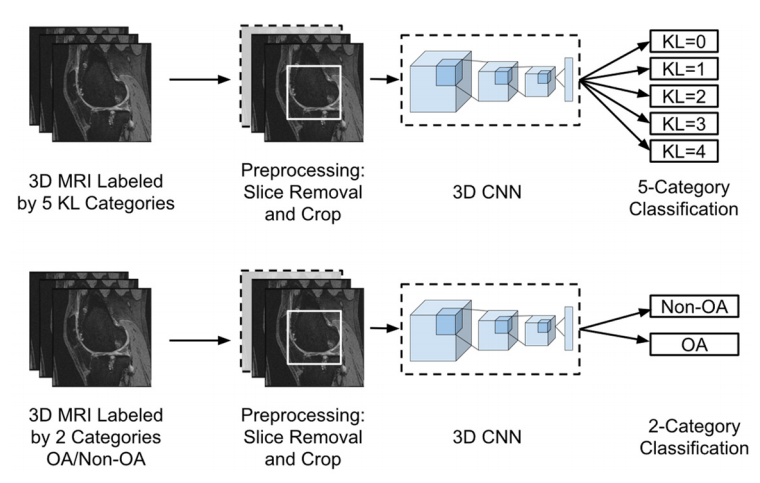 KL=0
KL=1
KL=2
KL=3
KL=4
3D MRI Labeled
by 5 KL Categories
Preprocessing:
Slice Removal
and Crop
3D CNN
5-Category
Classification
Non-OA
OA
3D MRI Labeled
by 2 Categories
OA/Non-OA
Preprocessing:
Slice Removal
and Crop
3D CNN
2-Category
Classification